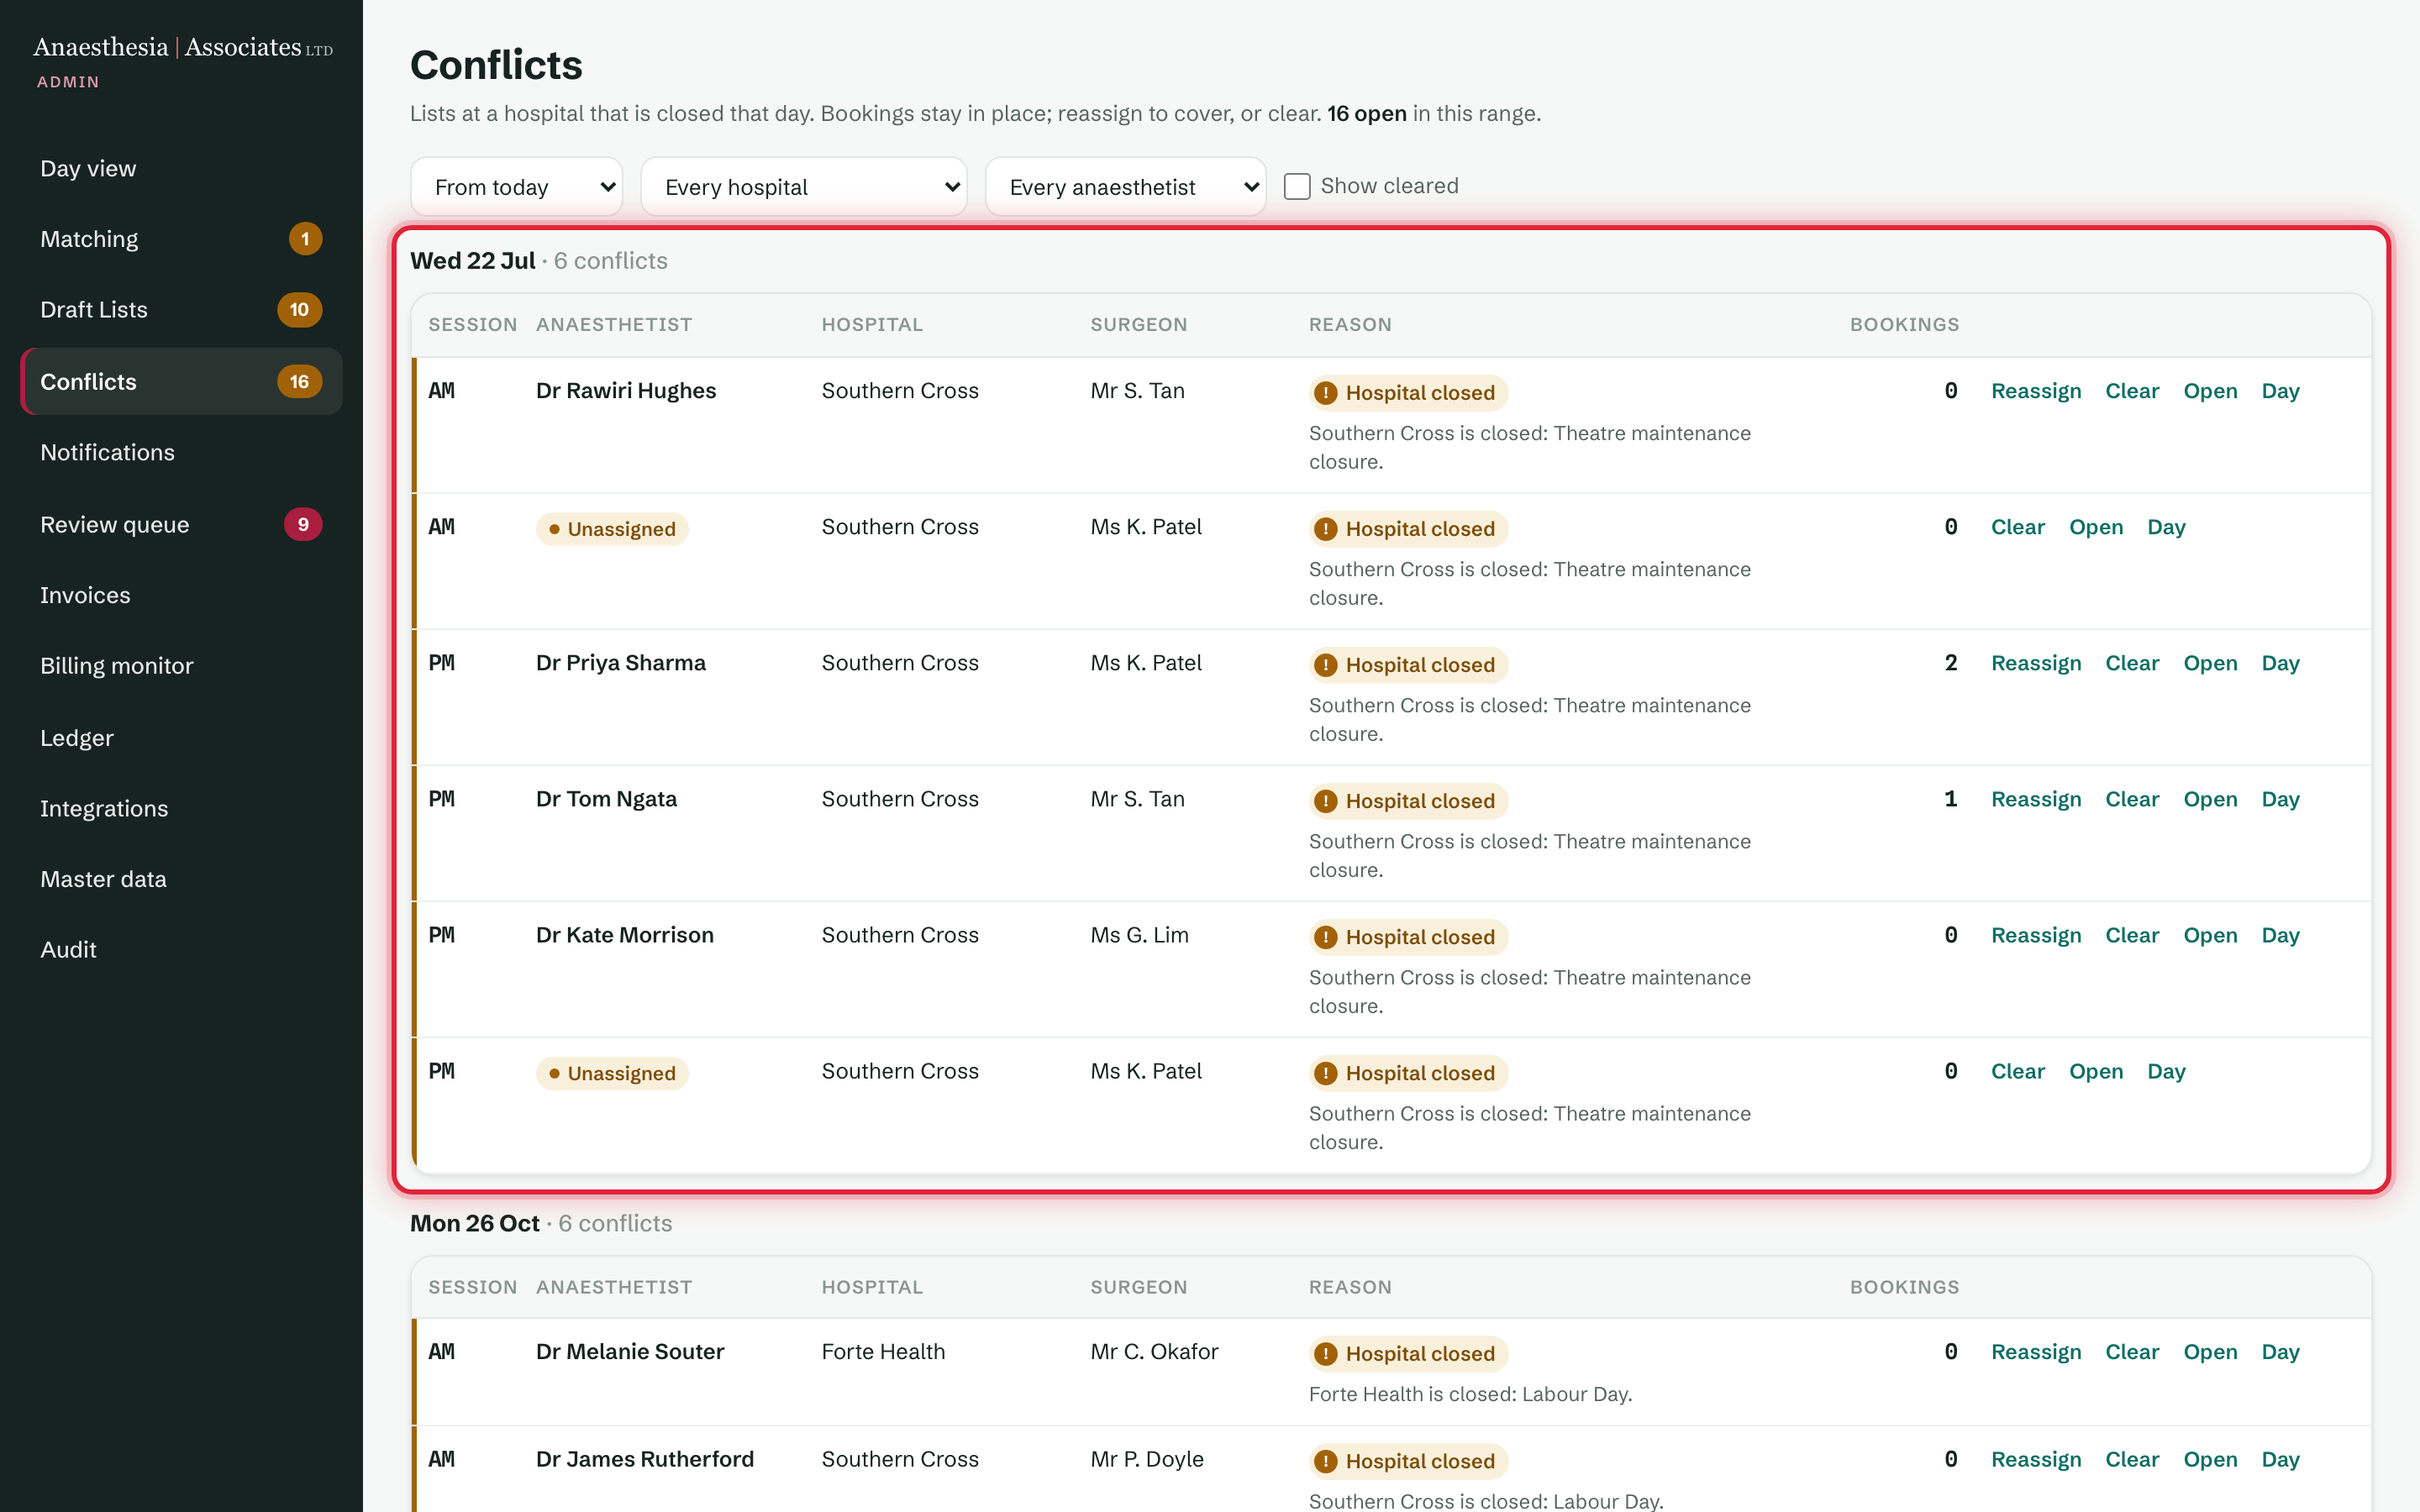 Anaesthesia | Associates LTD
ADMIN
Day view
Matching 1
Draft Lists 10
Conflicts 16
Notifications
Review queue 9
Invoices
Billing monitor
Ledger
Integrations
Master data
Audit
Conflicts
Lists at a hospital that is closed that day. Bookings stay in place; reassign to cover, or clear. 16 open in this range.
From today Every hospital Every anaesthetist Show cleared
Wed 22 Jul · 6 conflicts
SESSION ANAESTHETIST HOSPITAL SURGEON REASON BOOKINGS
AM Dr Rawiri Hughes Southern Cross Mr S. Tan ! Hospital closed 0 Reassign Clear Open Day
Southern Cross is closed: Theatre maintenance
closure.
AM Unassigned Southern Cross Ms K. Patel ! Hospital closed 0 Clear Open Day
Southern Cross is closed: Theatre maintenance
closure.
PM Dr Priya Sharma Southern Cross Ms K. Patel ! Hospital closed 2 Reassign Clear Open Day
Southern Cross is closed: Theatre maintenance
closure.
PM Dr Tom Ngata Southern Cross Mr S. Tan ! Hospital closed 1 Reassign Clear Open Day
Southern Cross is closed: Theatre maintenance
closure.
PM Dr Kate Morrison Southern Cross Ms G. Lim ! Hospital closed 0 Reassign Clear Open Day
Southern Cross is closed: Theatre maintenance
closure.
PM Unassigned Southern Cross Ms K. Patel ! Hospital closed 0 Clear Open Day
Southern Cross is closed: Theatre maintenance
closure.
Mon 26 Oct · 6 conflicts
SESSION ANAESTHETIST HOSPITAL SURGEON REASON BOOKINGS
AM Dr Melanie Souter Forte Health Mr C. Okafor ! Hospital closed 0 Reassign Clear Open Day
Forte Health is closed: Labour Day.
AM Dr James Rutherford Southern Cross Mr P. Doyle ! Hospital closed 0 Reassign Clear Open Day
Southern Cross is closed: Labour Day.